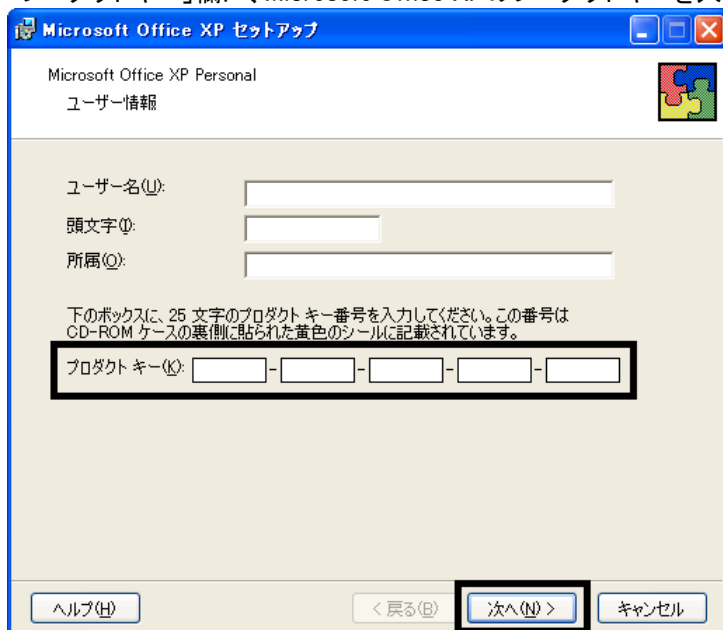 Microsoft Office XP セットアップ
Microsoft Office XP Personal
ユーザー情報
ユーザー名(U):
頭文字(I):
所属(O):
下のボックスに、25 文字のプロダクト キー番号を入力してください。この番号は
CD-ROM ケースの裏側に貼られた黄色のシールに記載されています。
プロダクト キー(K): - - - -
ヘルプ(H) < 戻る(B) 次へ(N) > キャンセル